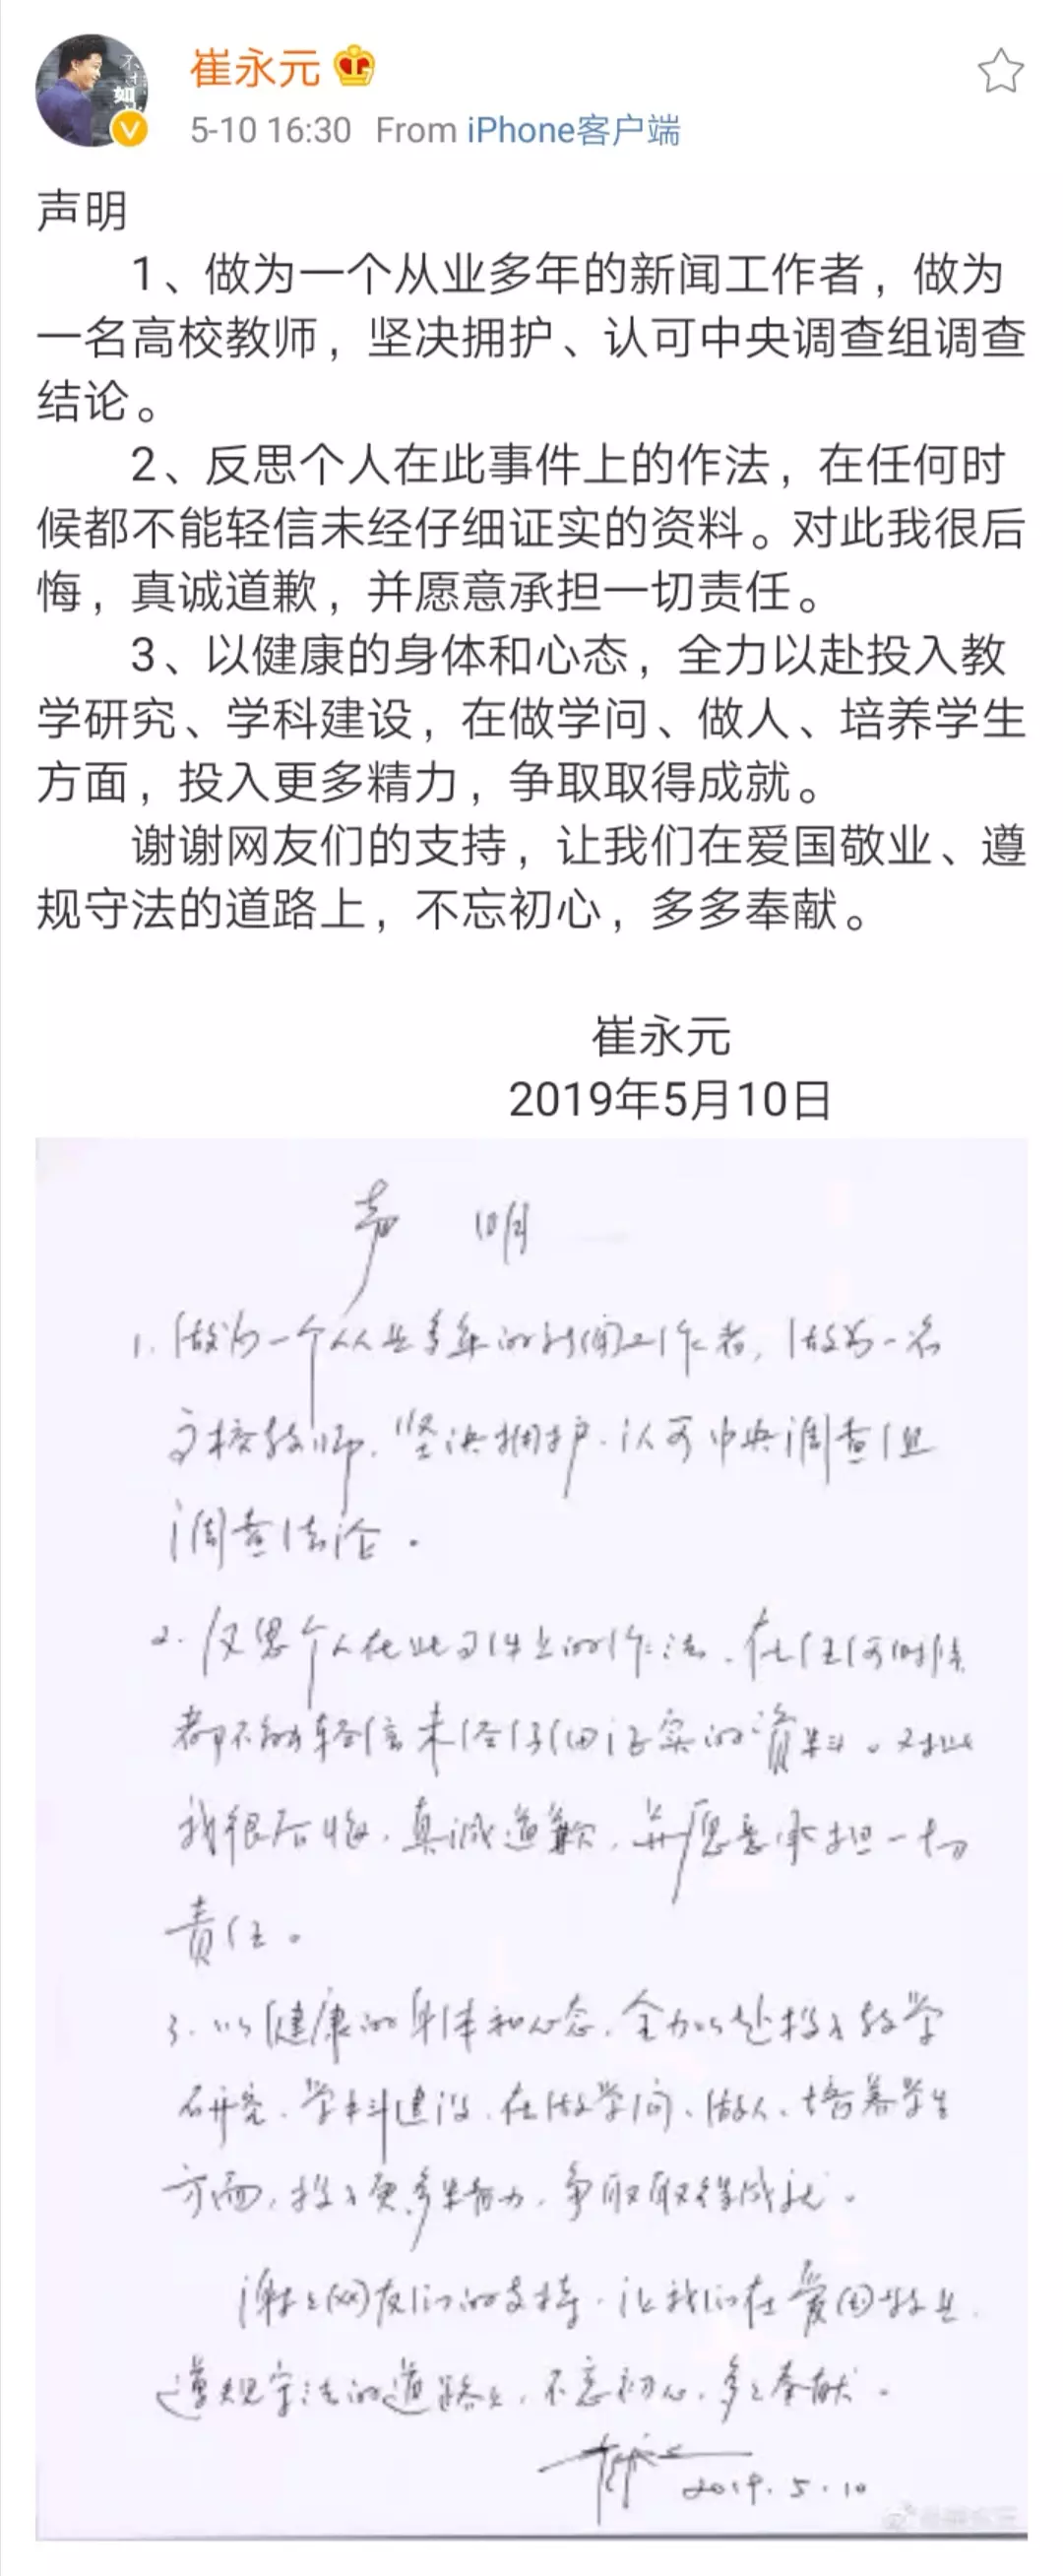 崔永元
5-10 16:30 From iPhone客户端
声明
1、做为一个从业多年的新闻工作者，做为
一名高校教师，坚决拥护、认可中央调查组调查
结论。
2、反思个人在此事件上的作法，在任何时
候都不能轻信未经仔细证实的资料。对此我很后
悔，真诚道歉，并愿意承担一切责任。
3、以健康的身体和心态，全力以赴投入教
学研究、学科建设，在做学问、做人、培养学生
方面，投入更多精力，争取取得成就。
谢谢网友们的支持，让我们在爱国敬业、遵
规守法的道路上，不忘初心，多多奉献。
崔永元
2019年5月10日
声 明
1. 做为一个从业多年的新闻工作者，做为一名
高校教师，坚决拥护、认可中央调查组
调查结论。
2. 反思个人在此事件上的作法，在任何时候
都不能轻信未经仔细证实的资料。对此
我很后悔，真诚道歉，并愿意承担一切
责任。
3. 以健康的身体和心态，全力以赴投入教学
研究、学科建设，在做学问、做人、培养学生
方面，投入更多精力，争取取得成就。
谢谢网友们的支持，让我们在爱国敬业、
遵规守法的道路上，不忘初心，多多奉献。
崔永元 2019.5.10